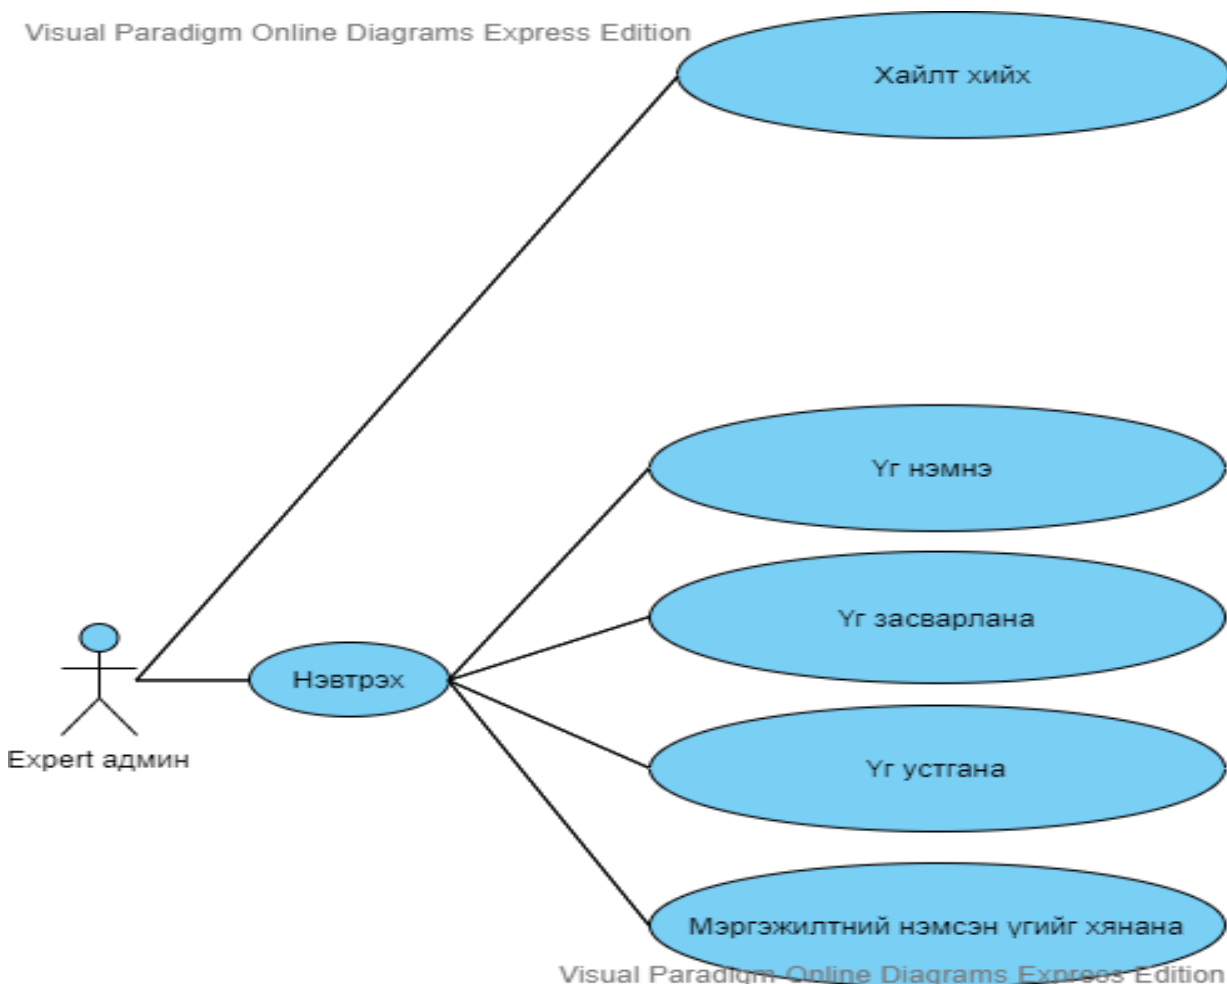 Visual Paradigm Online Diagrams Express Edition
Хайлт хийх
Үг нэмнэ
Үг засварлана
Нэвтрэх
Expert админ
Үг устгана
Мэргэжилтний нэмсэн үгийг хянана
Visual Paradigm Online Diagrams Express Edition